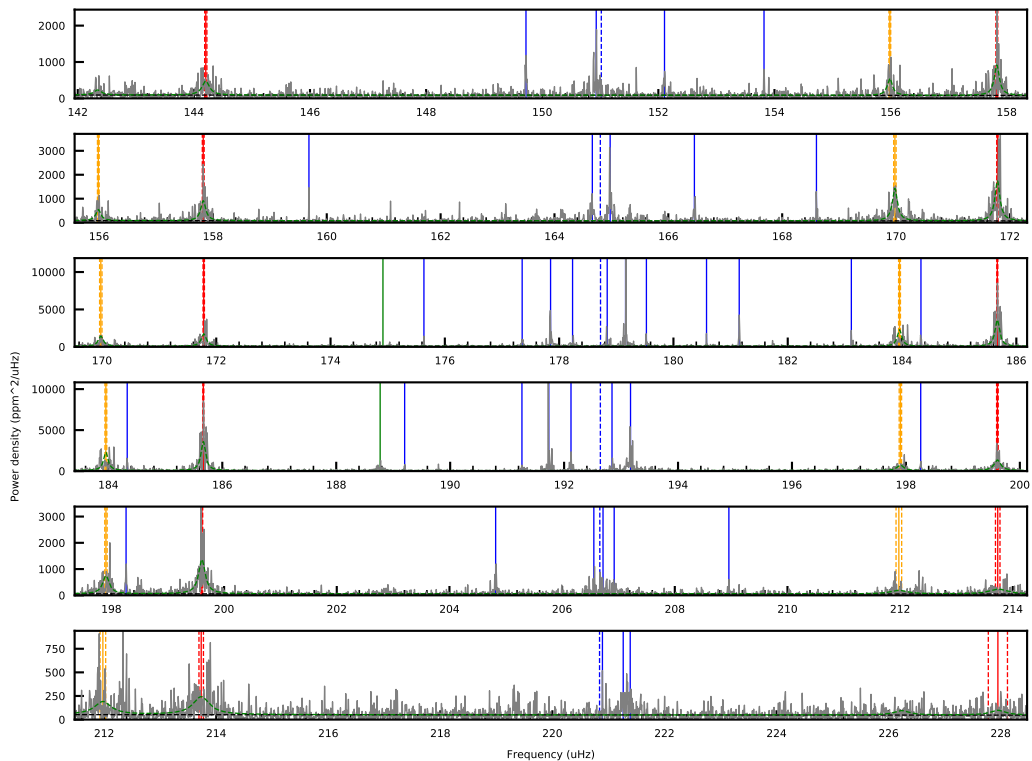 2000
1000
0
142 144 146 148 150 152 154 156 158
3000
2000
1000
0
156 158 160 162 164 166 168 170 172
10000
5000
0
170 172 174 176 178 180 182 184 186
Power density (ppm^2/uHz)
10000
5000
0
184 186 188 190 192 194 196 198 200
3000
2000
1000
0
198 200 202 204 206 208 210 212 214
750
500
250
0
212 214 216 218 220 222 224 226 228
Frequency (uHz)